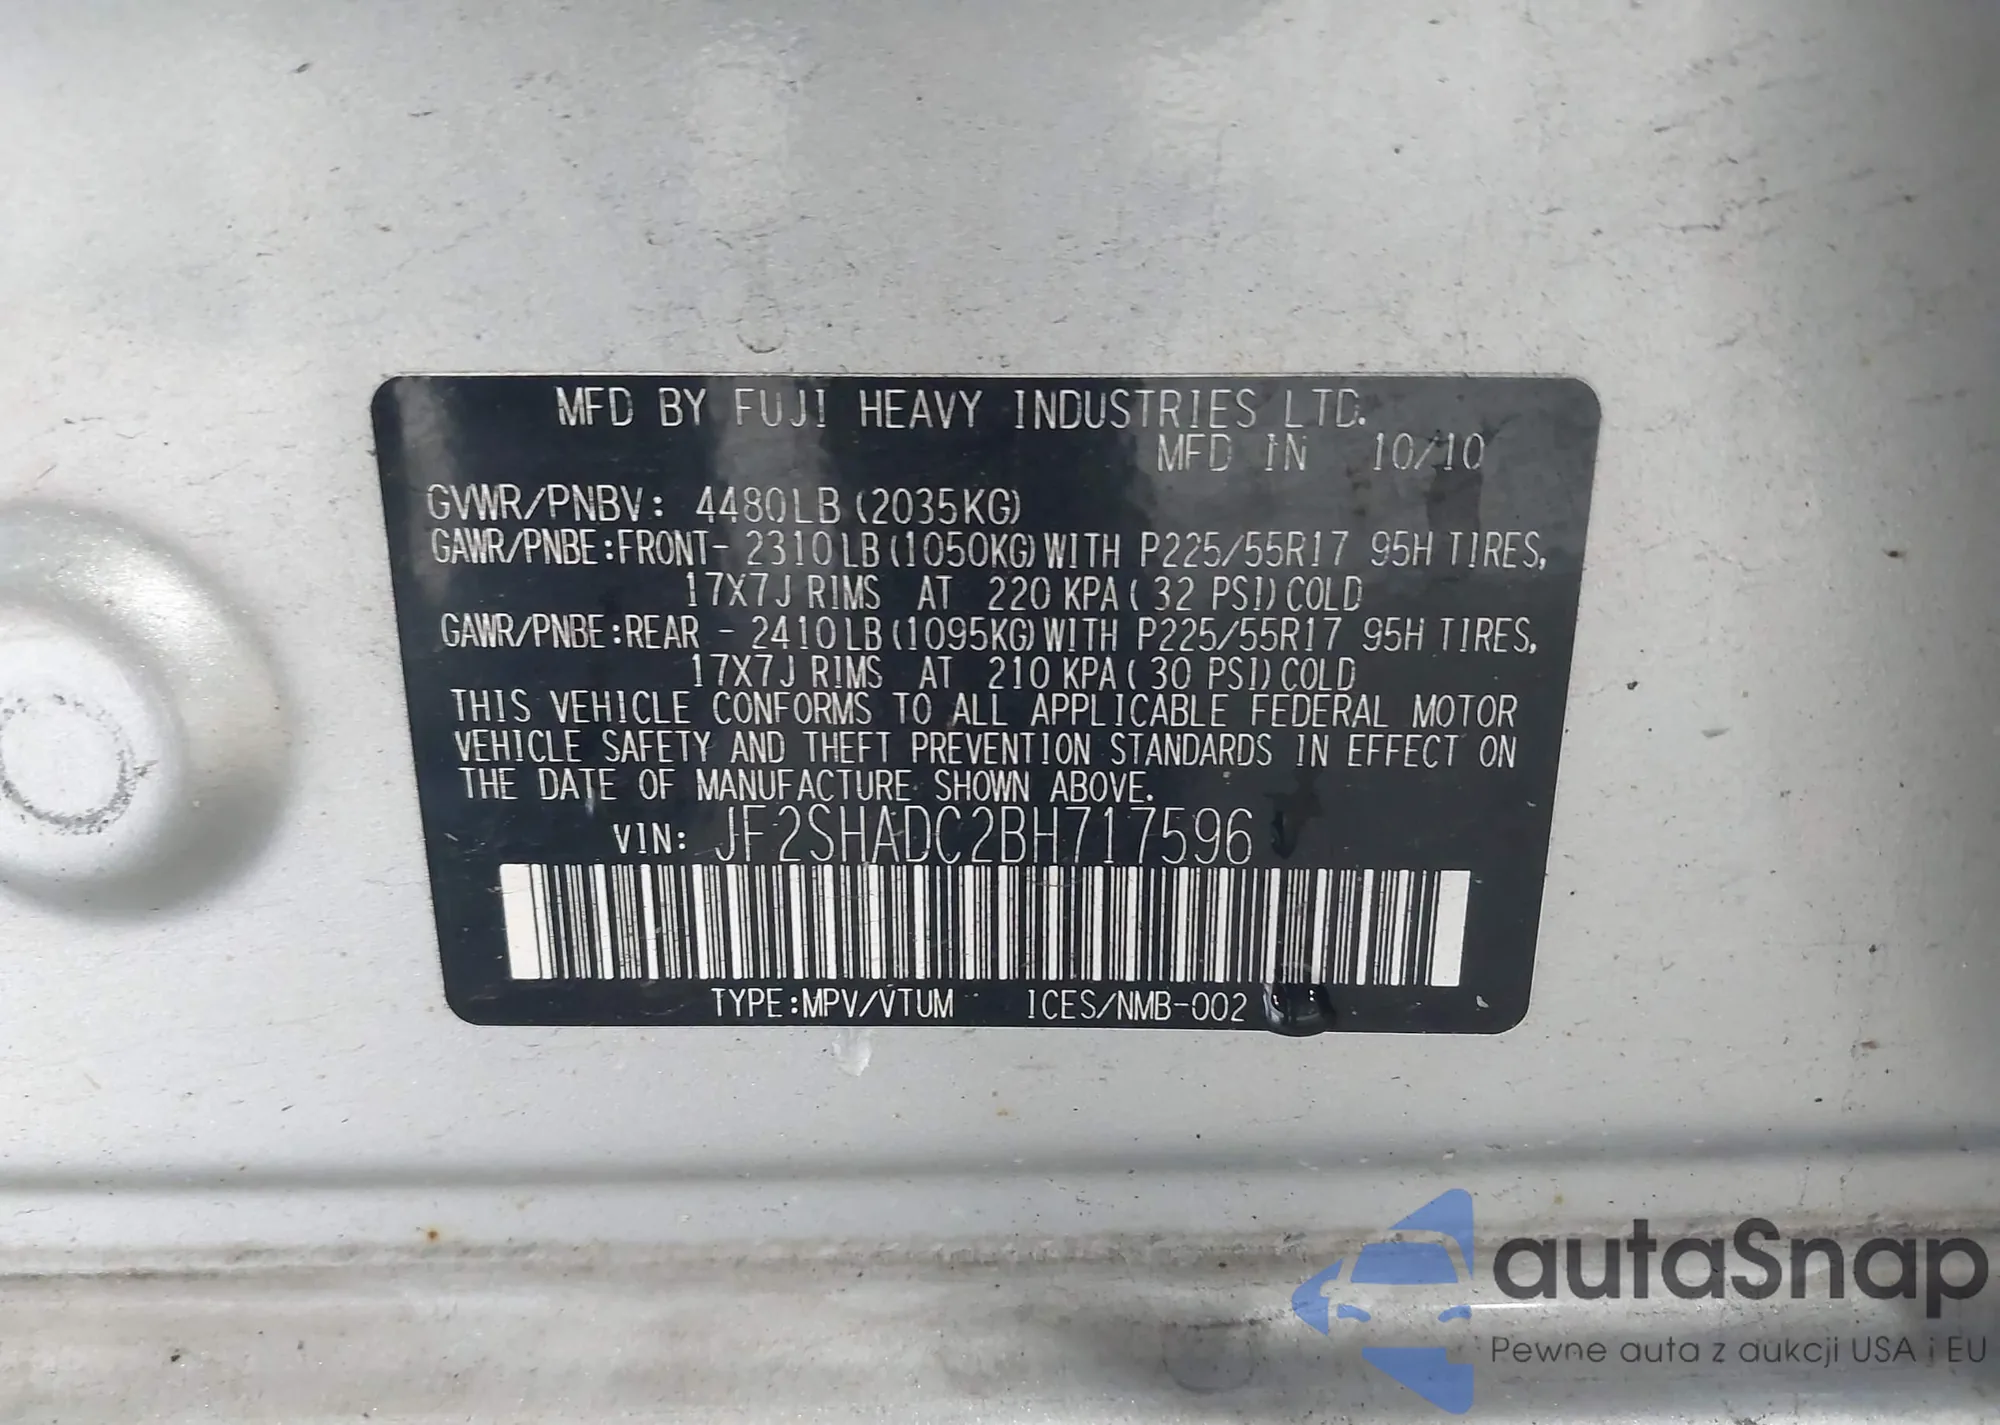 MFD BY FUJI HEAVY INDUSTRIES LTD.
MFD IN 10/10
GVWR/PNBV: 4480LB (2035KG)
GAWR/PNBE:FRONT- 2310LB(1050KG)WITH P225/55R17 95H TIRES,
17X7J RIMS AT 220 KPA( 32 PSI)COLD
GAWR/PNBE:REAR - 2410LB(1095KG)WITH P225/55R17 95H TIRES,
17X7J RIMS AT 210 KPA( 30 PSI)COLD
THIS VEHICLE CONFORMS TO ALL APPLICABLE FEDERAL MOTOR
VEHICLE SAFETY AND THEFT PREVENTION STANDARDS IN EFFECT ON
THE DATE OF MANUFACTURE SHOWN ABOVE.
VIN: JF2SHADC2BH717596
TYPE:MPV/VTUM ICES/NMB-002
autaSnap
Pewne auta z aukcji USA i EU